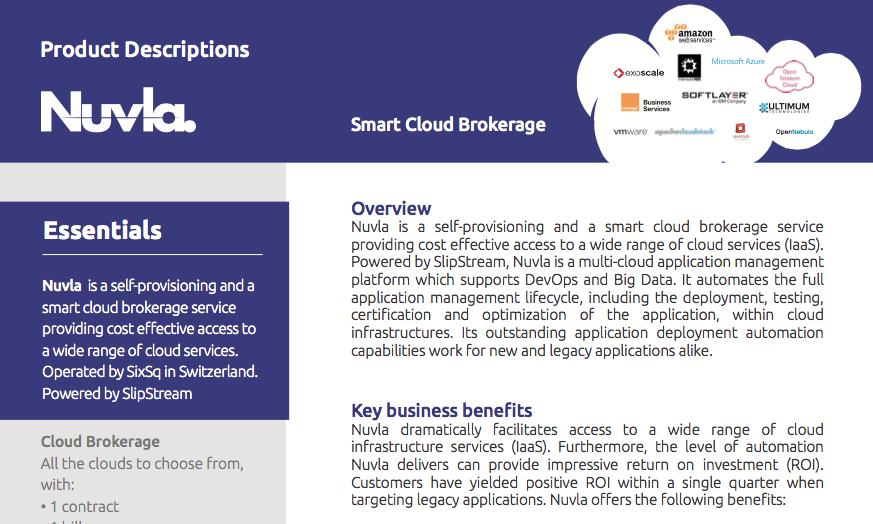 Product Descriptions
Nuvla.
Smart Cloud Brokerage
amazon
web services™
exoscale
Microsoft Azure
Open
Telekom
Cloud
orange™
Business
Services
SOFTLAYER®
an IBM Company
ULTIMUM
TECHNOLOGIES
vmware®
apachecloudstack™
openstack
OpenNebula
Essentials
Nuvla is a self-provisioning and a
smart cloud brokerage service
providing cost effective access to
a wide range of cloud services.
Operated by SixSq in Switzerland.
Powered by SlipStream
Cloud Brokerage
All the clouds to choose from,
with:
• 1 contract
Overview
Nuvla is a self-provisioning and a smart cloud brokerage service
providing cost effective access to a wide range of cloud services (IaaS).
Powered by SlipStream, Nuvla is a multi-cloud application management
platform which supports DevOps and Big Data. It automates the full
application management lifecycle, including the deployment, testing,
certification and optimization of the application, within cloud
infrastructures. Its outstanding application deployment automation
capabilities work for new and legacy applications alike.
Key business benefits
Nuvla dramatically facilitates access to a wide range of cloud
infrastructure services (IaaS). Furthermore, the level of automation
Nuvla delivers can provide impressive return on investment (ROI).
Customers have yielded positive ROI within a single quarter when
targeting legacy applications. Nuvla offers the following benefits: